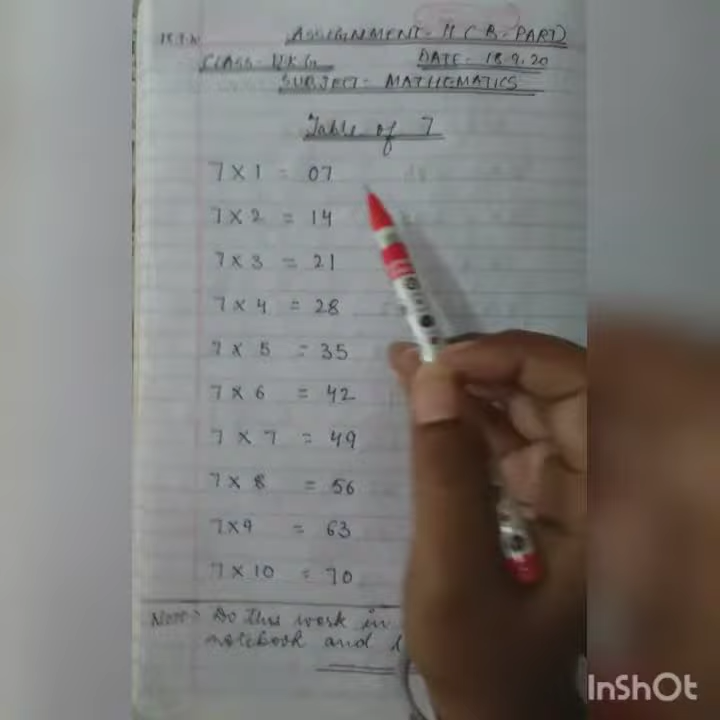 ASSIGNMENT - 11 (B - PART)
CLASS - UKG DATE - 18.9.20
SUBJECT - MATHEMATICS
Table of 7
7 X 1 = 07
7 X 2 = 14
7 X 3 = 21
7 X 4 = 28
7 X 5 = 35
7 X 6 = 42
7 X 7 = 49
7 X 8 = 56
7 X 9 = 63
7 X 10 = 70
Note:- Do this work in
notebook and
InShOt